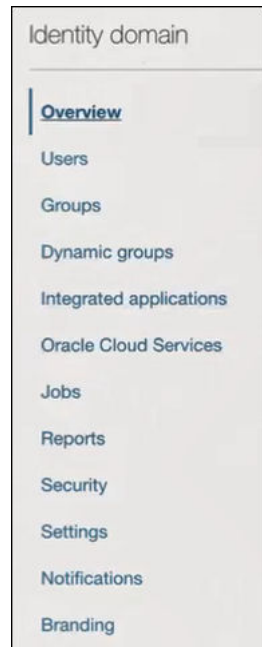 Identity domain
Overview
Users
Groups
Dynamic groups
Integrated applications
Oracle Cloud Services
Jobs
Reports
Security
Settings
Notifications
Branding